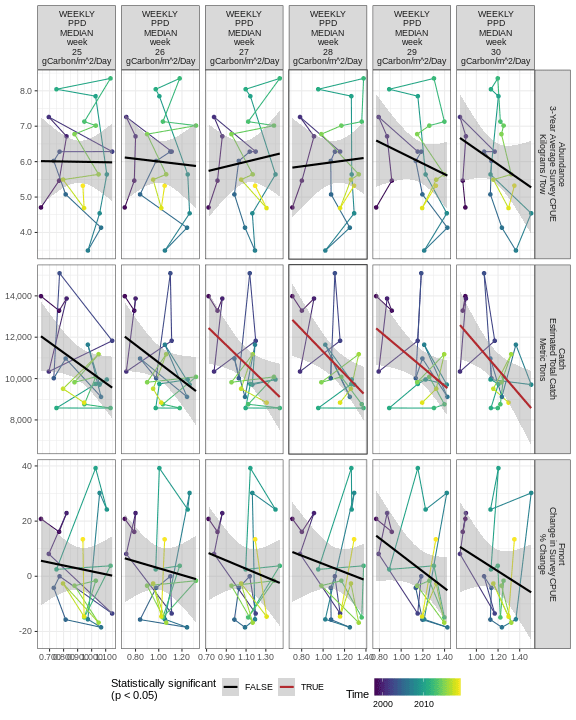 WEEKLY
PPD
MEDIAN
week
25
gCarbon/m^2/Day
WEEKLY
PPD
MEDIAN
week
26
gCarbon/m^2/Day
WEEKLY
PPD
MEDIAN
week
27
gCarbon/m^2/Day
WEEKLY
PPD
MEDIAN
week
28
gCarbon/m^2/Day
WEEKLY
PPD
MEDIAN
week
29
gCarbon/m^2/Day
WEEKLY
PPD
MEDIAN
week
30
gCarbon/m^2/Day
8.0
7.0
6.0
5.0
4.0
Abundance
3-Year Average Survey CPUE
Kilograms / Tow
14,000
12,000
10,000
8,000
Catch
Estimated Total Catch
Metric Tons
40
20
0
-20
Fmort
Change in Survey CPUE
% Change
0.80 1.00 1.20
0.70 0.90 1.10 1.30
0.80 1.00 1.20 1.40
0.80 1.00 1.20 1.40
1.00 1.20 1.40
Statistically significant
(p < 0.05)
FALSE
TRUE
Time
2000 2010